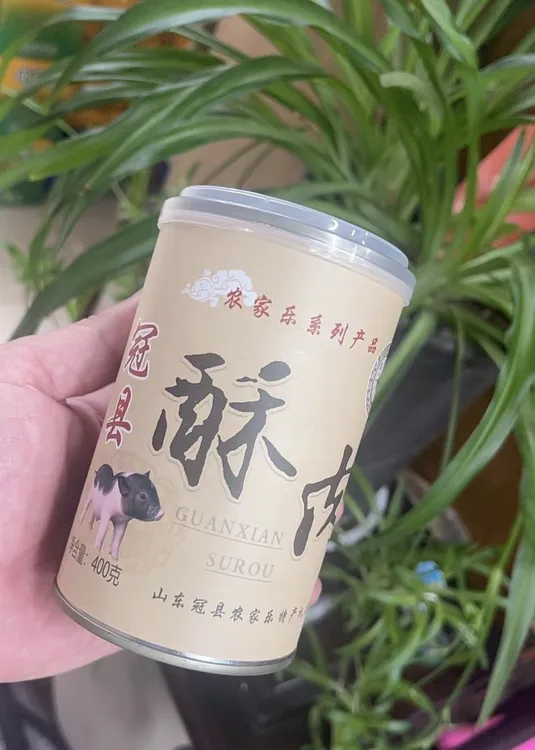 农家乐系列产品
冠县
酥肉
GUANXIAN
SUROU
含量：400克
山东冠县农家乐特产